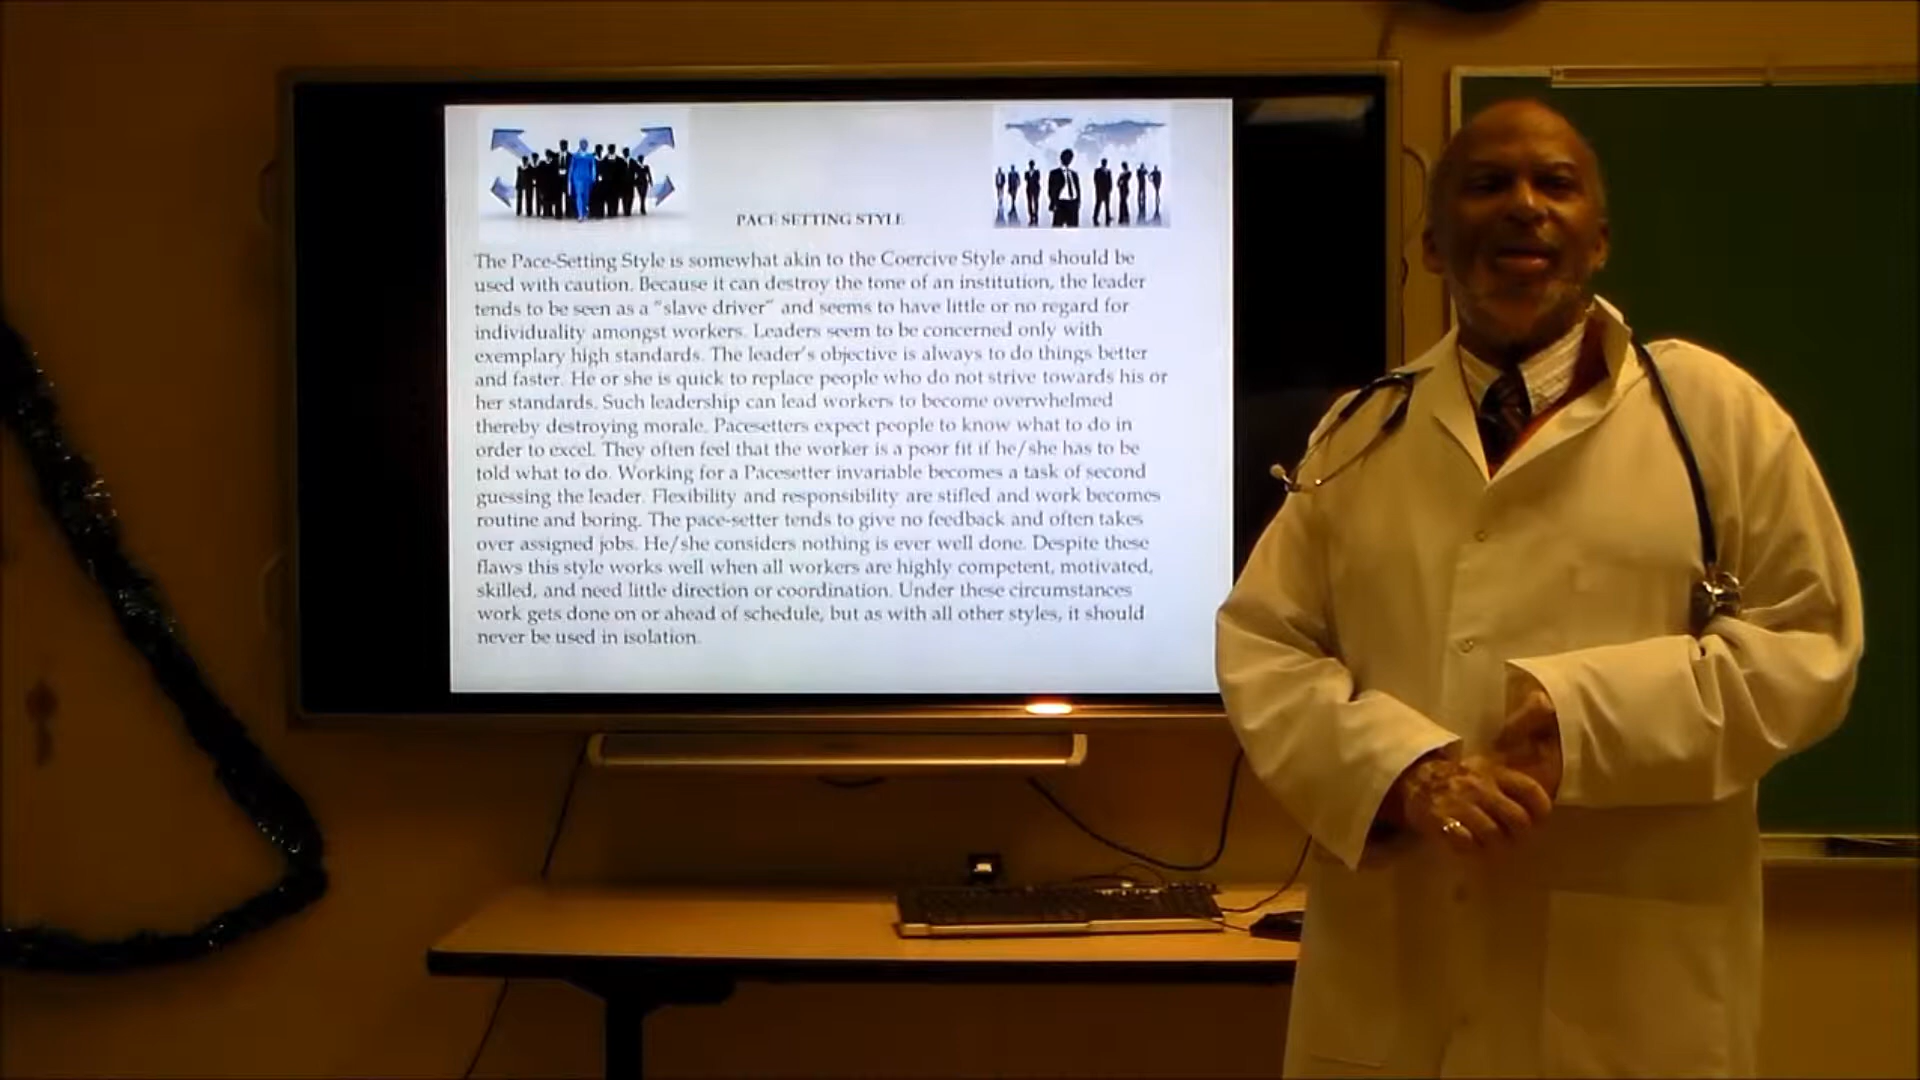 PACE SETTING STYLE
The Pace-Setting Style is somewhat akin to the Coercive Style and should be
used with caution. Because it can destroy the tone of an institution, the leader
tends to be seen as a "slave driver" and seems to have little or no regard for
individuality amongst workers. Leaders seem to be concerned only with
exemplary high standards. The leader's objective is always to do things better
and faster. He or she is quick to replace people who do not strive towards his or
her standards. Such leadership can lead workers to become overwhelmed
thereby destroying morale. Pacesetters expect people to know what to do in
order to excel. They often feel that the worker is a poor fit if he/she has to be
told what to do. Working for a Pacesetter invariable becomes a task of second
guessing the leader. Flexibility and responsibility are stifled and work becomes
routine and boring. The pace-setter tends to give no feedback and often takes
over assigned jobs. He/she considers nothing is ever well done. Despite these
flaws this style works well when all workers are highly competent, motivated,
skilled, and need little direction or coordination. Under these circumstances
work gets done on or ahead of schedule, but as with all other styles, it should
never be used in isolation.